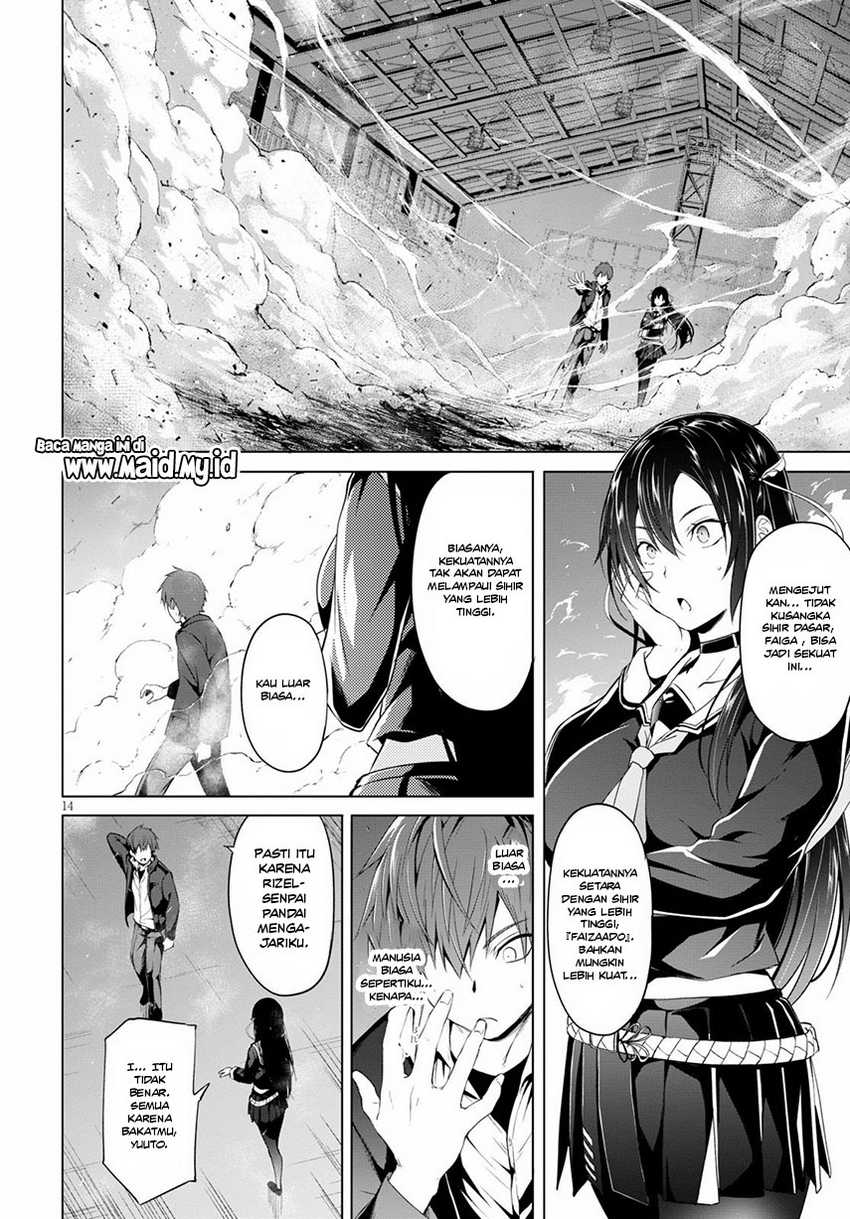 Baca Manga ini di
www.Maid.My.id
MENGEJUT
KAN... TIDAK
KUSANGKA
SIHIR DASAR,
FAIGA , BISA
JADI SEKUAT
INI...
KEKUATANNYA
SETARA
DENGAN SIHIR
YANG LEBIH
TINGGI,
『FAIZAADO』.
BAHKAN
MUNGKIN
LEBIH KUAT...
BIASANYA,
KEKUATANNYA
TAK AKAN DAPAT
MELAMPAUI SIHIR
YANG LEBIH
TINGGI.
KAU LUAR
BIASA...
14
LUAR
BIASA
...
MANUSIA
BIASA
SEPERTIKU...
KENAPA...
PASTI ITU
KARENA
RIZEL-
SENPAI
PANDAI
MENGA-
JARIKU.
I... ITU
TIDAK
BENAR.
SEMUA
KARENA
BAKATMU,
YUUTO.